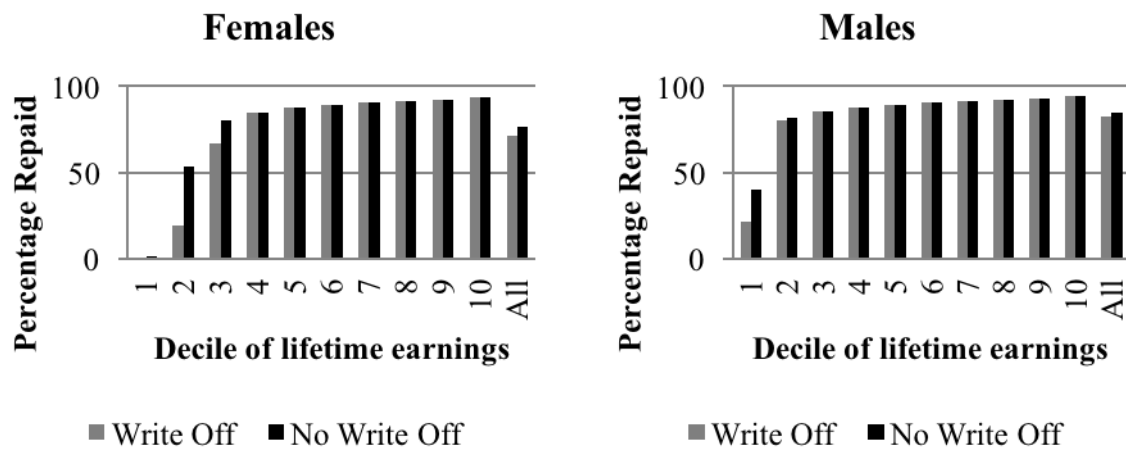 Females
Percentage Repaid
100
50
0
1
2
3
4
5
6
7
8
9
10
All
Decile of lifetime earnings
Write Off
No Write Off
Males
Percentage Repaid
100
50
0
1
2
3
4
5
6
7
8
9
10
All
Decile of lifetime earnings
Write Off
No Write Off